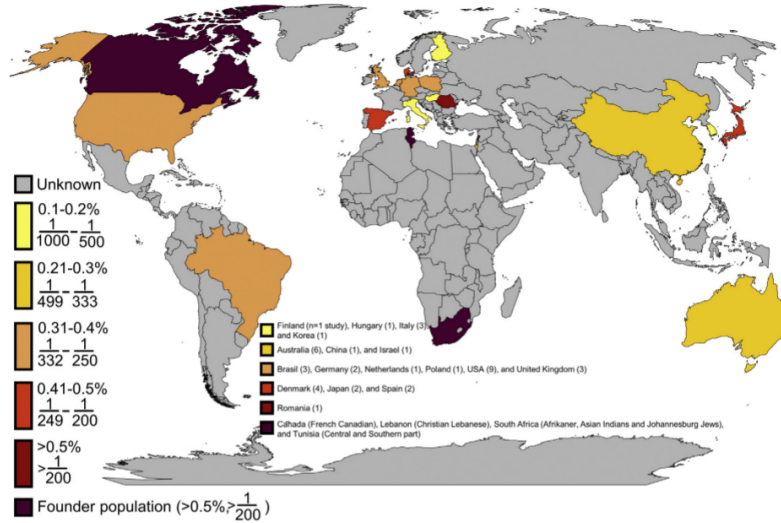 Unknown
0.1-0.2%
1/1000 - 1/500
0.21-0.3%
1/499 - 1/333
0.31-0.4%
1/332 - 1/250
0.41-0.5%
1/249 - 1/200
>0.5%
> 1/200
Founder population (>0.5%,> 1/200 )
Finland (n=1 study), Hungary (1), Italy (3)
and Korea (1)
Australia (6), China (1), and Israel (1)
Brasil (3), Germany (2), Netherlands (1), Poland (1), USA (9), and United Kingdom (3)
Denmark (4), Japan (2), and Spain (2)
Romania (1)
Cañada (French Canadian), Lebanon (Christian Lebanese), South Africa (Afrikaner, Asian Indians and Johannesburg Jews),
and Tunisia (Central and Southern part)